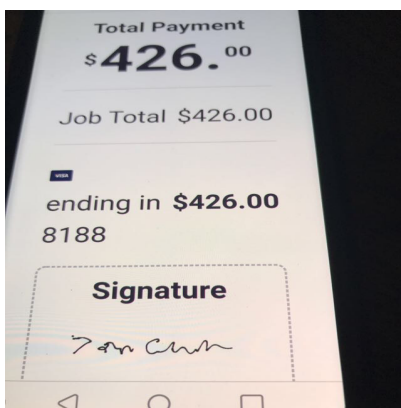 Total Payment
$426.00
Job Total $426.00
VISA
ending in $426.00
8188
Signature